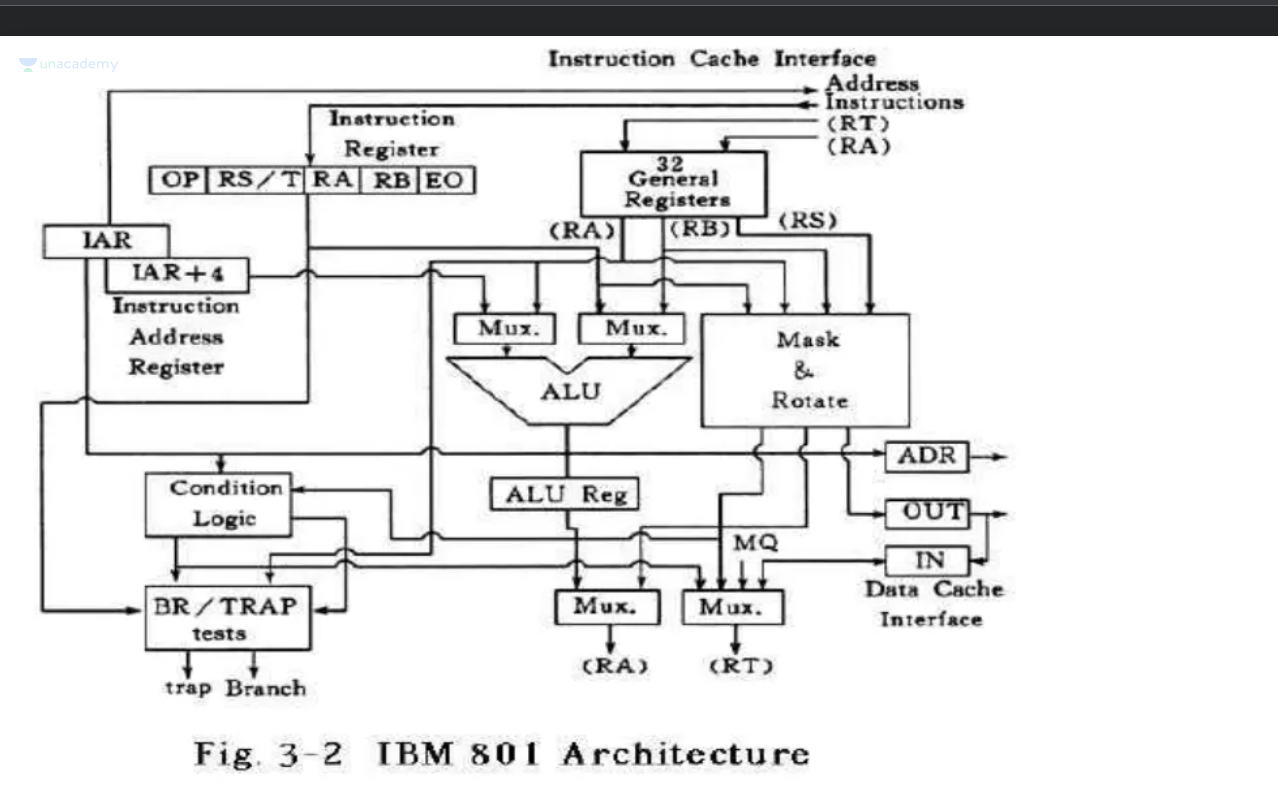 unacademy
Instruction Cache Interface
Address
Instructions
(RT)
(RA)
Instruction
Register
OP RS/T RA RB EO
32
General
Registers
(RA) (RB) (RS)
IAR
IAR+4
Instruction
Address
Register
Mux. Mux.
ALU
Mask
&
Rotate
ADR
Condition
Logic
ALU Reg
OUT
MQ
IN
Data Cache
Interface
BR/TRAP
tests
Mux. Mux.
(RA) (RT)
trap Branch
Fig. 3-2 IBM 801 Architecture